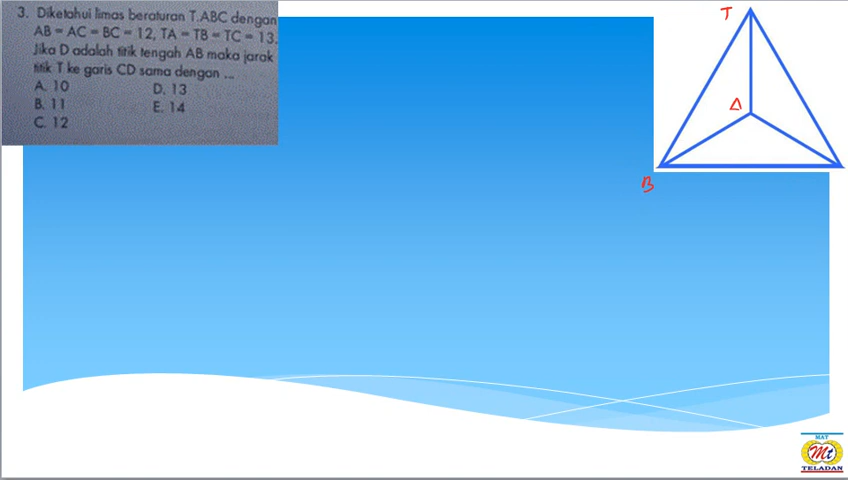 3. Diketahui limas beraturan T.ABC dengan
AB = AC = BC = 12, TA = TB = TC = 13.
Jika D adalah titik tengah AB maka jarak
titik T ke garis CD sama dengan ...
A. 10 D. 13
B. 11 E. 14
C. 12
T
A
B
MAT
Mt
TELADAN